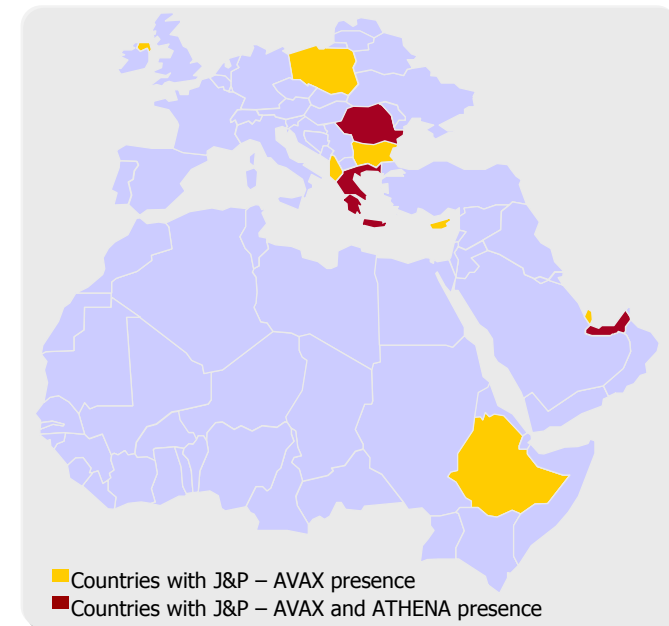 Countries with J&P – AVAX presence
Countries with J&P – AVAX and ATHENA presence